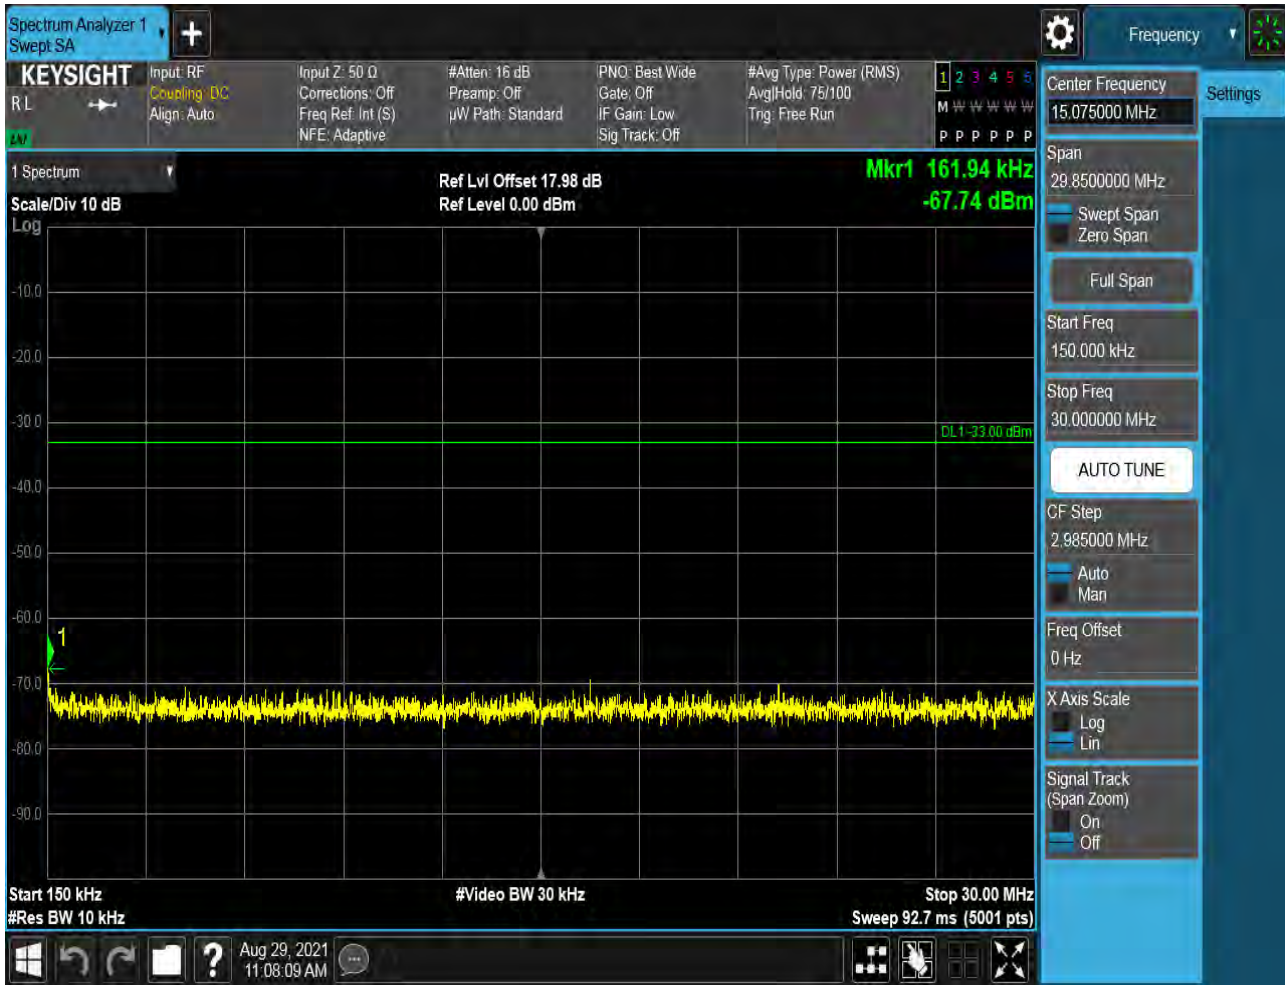 Spectrum Analyzer 1
Swept SA
Frequency
KEYSIGHT
R L
LNI
Input: RF
Coupling: DC
Align: Auto
Input Z: 50 Ω
Corrections: Off
Freq Ref: Int (S)
NFE: Adaptive
#Atten: 16 dB
Preamp: Off
µW Path: Standard
PNO: Best Wide
Gate: Off
IF Gain: Low
Sig Track: Off
#Avg Type: Power (RMS)
Avg|Hold: 75/100
Trig: Free Run
1 2 3 4 5 6
M W W W W W
P P P P P P
1 Spectrum
Scale/Div 10 dB
Log
Ref Lvl Offset 17.98 dB
Ref Level 0.00 dBm
Mkr1 161.94 kHz
-67.74 dBm
-10.0
-20.0
-30.0
DL1 -33.00 dBm
-40.0
-50.0
-60.0
1
-70.0
-80.0
-90.0
Start 150 kHz
#Res BW 10 kHz
#Video BW 30 kHz
Stop 30.00 MHz
Sweep 92.7 ms (5001 pts)
?
Aug 29, 2021
11:08:09 AM
Center Frequency
15.075000 MHz
Settings
Span
29.8500000 MHz
Swept Span
Zero Span
Full Span
Start Freq
150.000 kHz
Stop Freq
30.000000 MHz
AUTO TUNE
CF Step
2.985000 MHz
Auto
Man
Freq Offset
0 Hz
X Axis Scale
Log
Lin
Signal Track
(Span Zoom)
On
Off